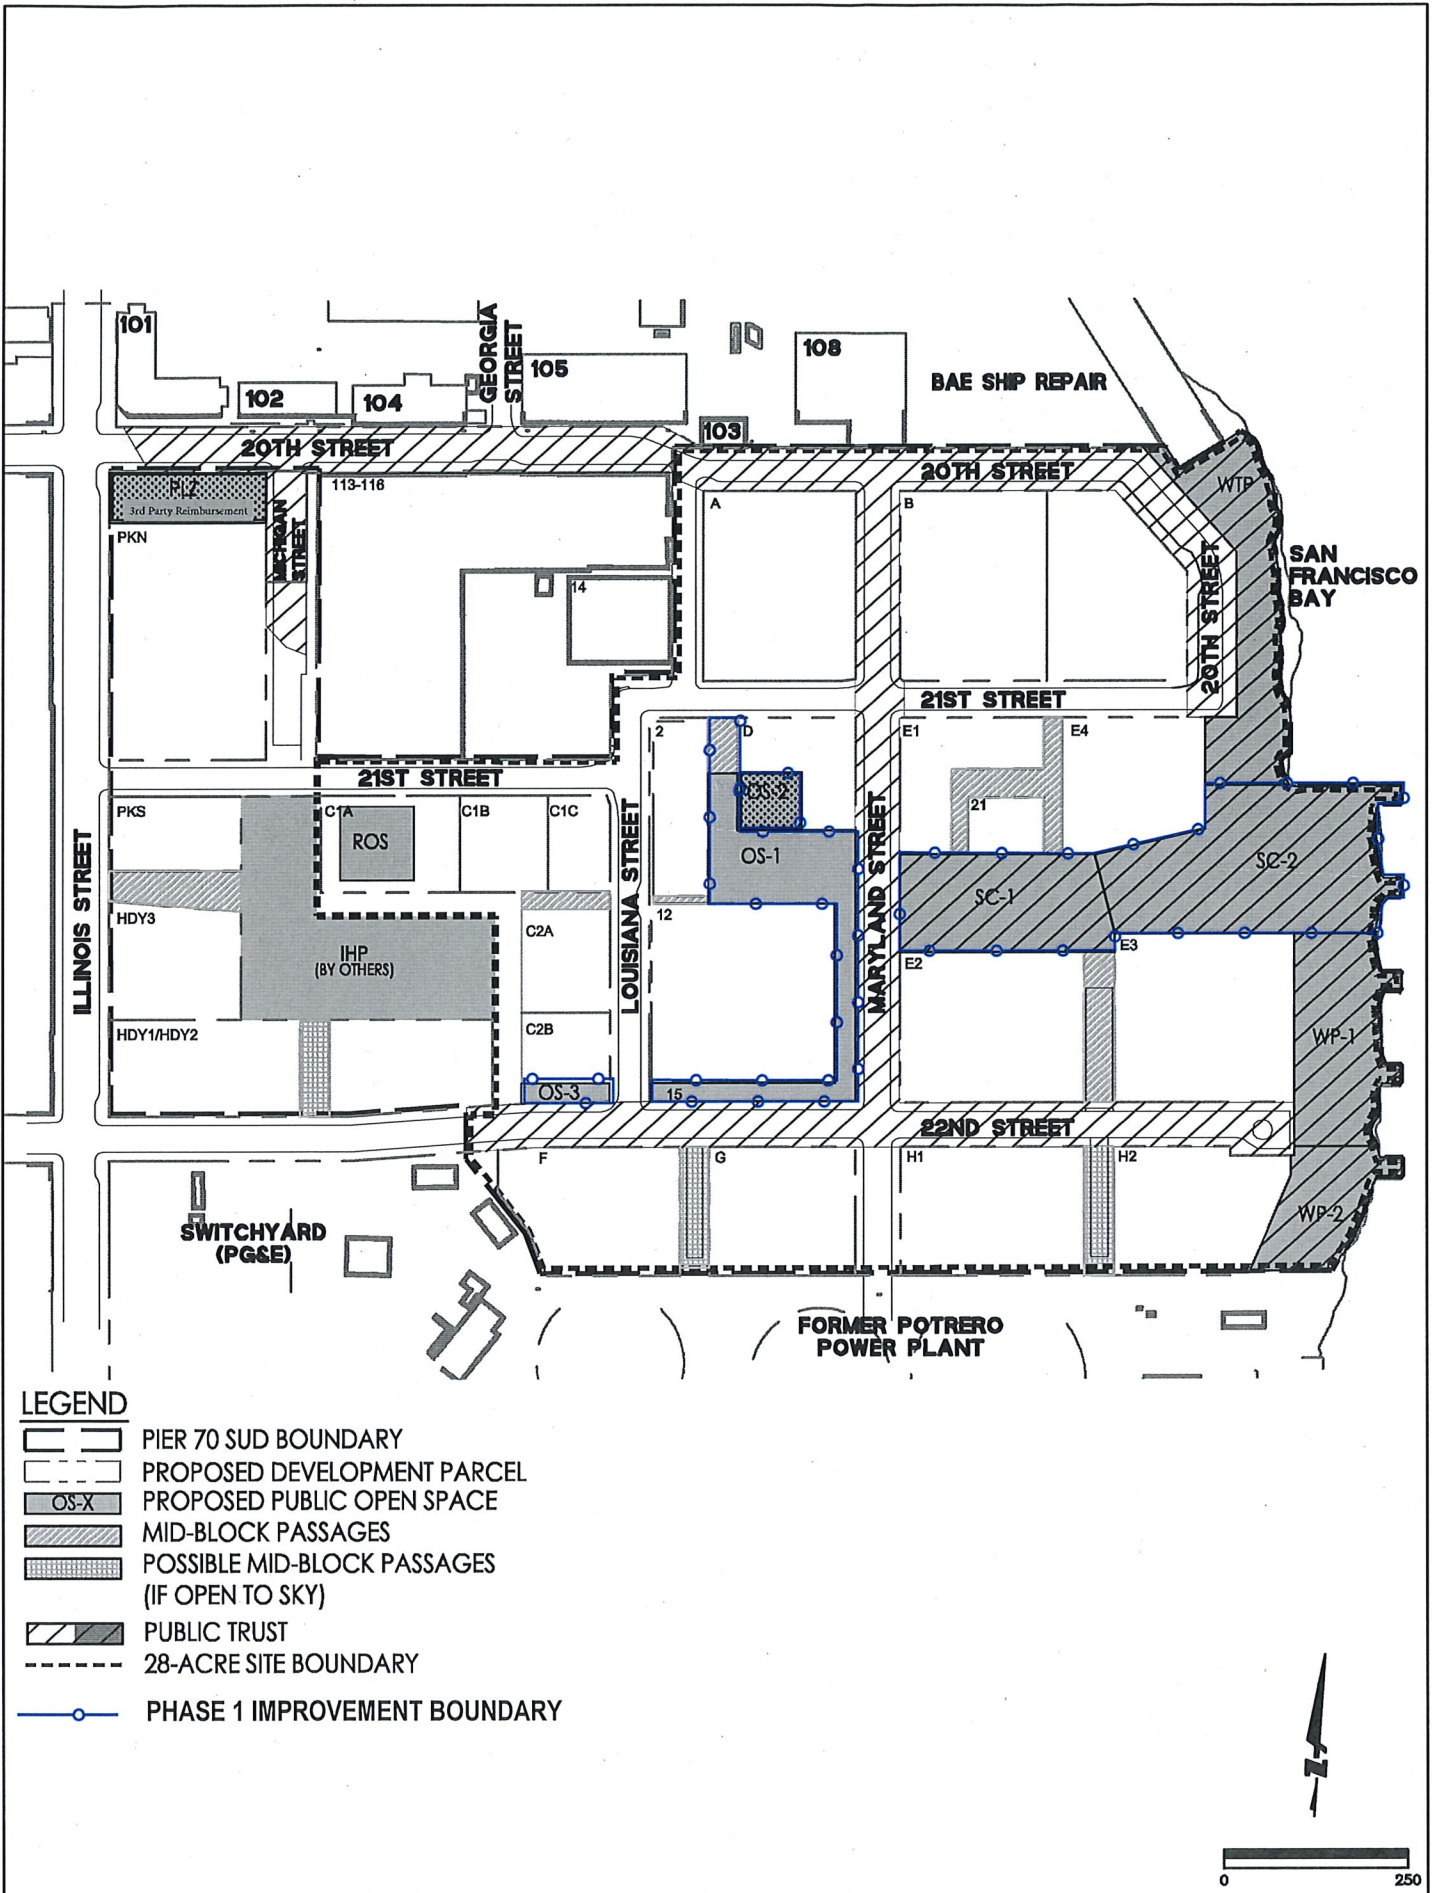 101
102
104
GEORGIA
STREET
105
108
BAE SHIP REPAIR
103
20TH STREET
20TH STREET
PLZ
3rd Party Reimbursement
MICHIGAN
STREET
113-116
A
B
WTP
PKN
14
20TH STREET
SAN
FRANCISCO
BAY
21ST STREET
2
D
E1
E4
21ST STREET
OS-2
PKS
C1A
C1B
C1C
21
ROS
OS-1
SC-2
ILLINOIS STREET
LOUISIANA STREET
MARYLAND STREET
SC-1
HDY3
12
C2A
IHP
(BY OTHERS)
E3
E2
HDY1/HDY2
C2B
WP-1
OS-3
15
22ND STREET
F
G
H1
H2
WP-2
SWITCHYARD
(PG&E)
FORMER POTRERO
POWER PLANT
LEGEND
PIER 70 SUD BOUNDARY
PROPOSED DEVELOPMENT PARCEL
OS-X
PROPOSED PUBLIC OPEN SPACE
MID-BLOCK PASSAGES
POSSIBLE MID-BLOCK PASSAGES
(IF OPEN TO SKY)
PUBLIC TRUST
28-ACRE SITE BOUNDARY
PHASE 1 IMPROVEMENT BOUNDARY
N
0
250